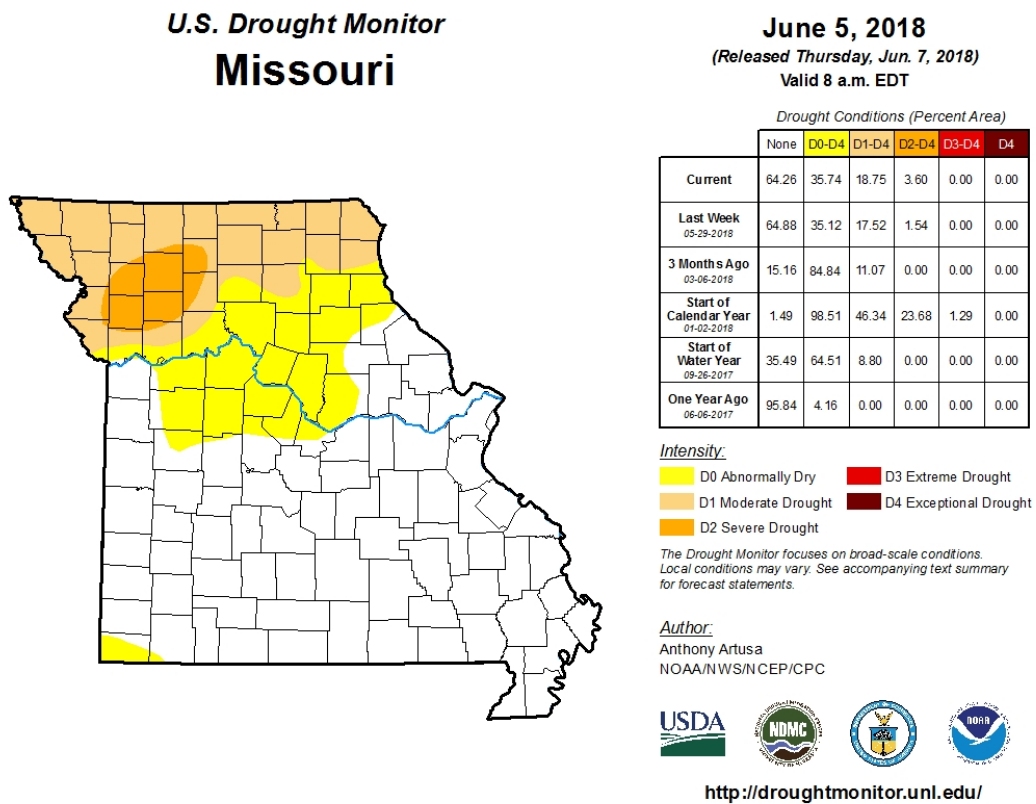 U.S. Drought Monitor
Missouri
June 5, 2018
(Released Thursday, Jun. 7, 2018)
Valid 8 a.m. EDT
Drought Conditions (Percent Area)
None D0-D4 D1-D4 D2-D4 D3-D4 D4
Current 64.26 35.74 18.75 3.60 0.00 0.00
Last Week
05-29-2018
64.88 35.12 17.52 1.54 0.00 0.00
3 Months Ago
03-06-2018
15.16 84.84 11.07 0.00 0.00 0.00
Start of
Calendar Year
01-02-2018
1.49 98.51 46.34 23.68 1.29 0.00
Start of
Water Year
09-26-2017
35.49 64.51 8.80 0.00 0.00 0.00
One Year Ago
06-06-2017
95.84 4.16 0.00 0.00 0.00 0.00
Intensity:
D0 Abnormally Dry
D1 Moderate Drought
D2 Severe Drought
D3 Extreme Drought
D4 Exceptional Drought
The Drought Monitor focuses on broad-scale conditions.
Local conditions may vary. See accompanying text summary
for forecast statements.
Author:
Anthony Artusa
NOAA/NWS/NCEP/CPC
USDA
NDMC
NOAA
http://droughtmonitor.unl.edu/